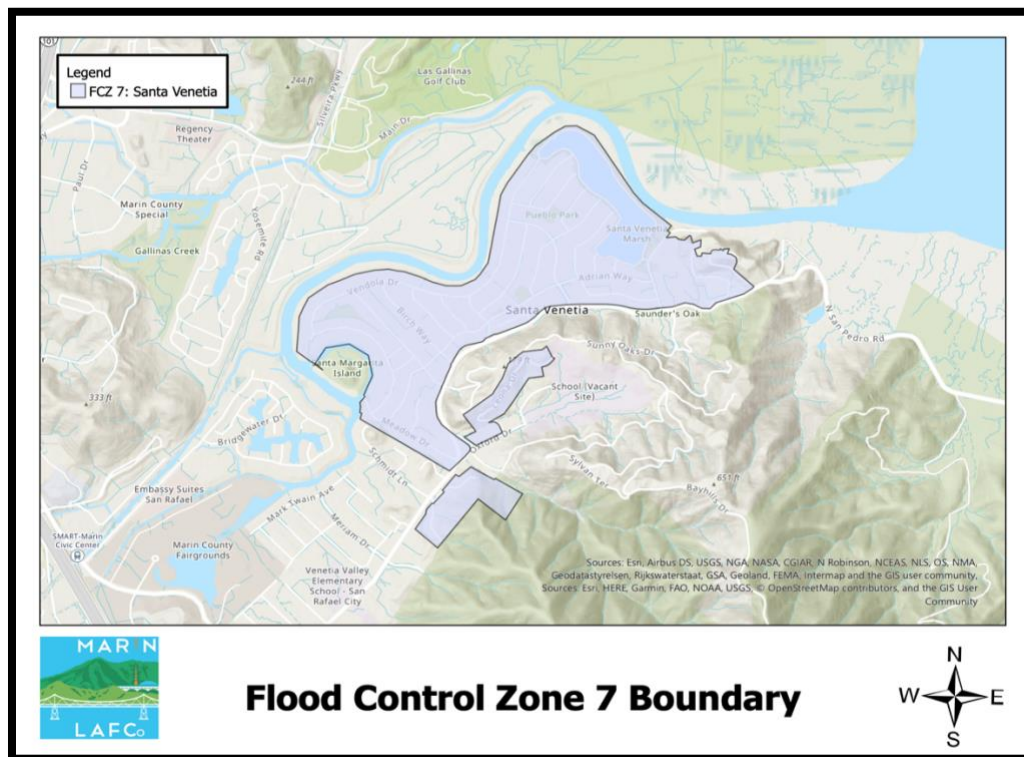 101
Legend
FCZ 7: Santa Venetia
244 ft
Silveira Pkwy
Las Gallinas
Golf Club
Regency
Theater
Main Dr
Paul Dr
Marin County
Special
Yosemite Rd
Gallinas Creek
Pueblo Park
Santa Venetia
Marsh
Adrian Way
Vendola Dr
Birch Way
Santa Venetia
Saunder's Oak
N San Pedro Rd
Sunny Oaks Dr
anta Margarita
Island
School (Vacant
Site)
333 ft
Bridgewater Dr
Meadow Dr
Oxford Dr
Schmidt Ln
Sylvan Ter
651 ft
Bayhills Dr
Embassy Suites
San Rafael
Mark Twain Ave
Meriam Dr
SMART-Marin
Civic Center
Marin County
Fairgrounds
Venetia Valley
Elementary
School - San
Rafael City
Sources: Esri, Airbus DS, USGS, NGA, NASA, CGIAR, N Robinson, NCEAS, NLS, OS, NMA,
Geodatastyrelsen, Rijkswaterstaat, GSA, Geoland, FEMA, Intermap and the GIS user community,
Sources: Esri, HERE, Garmin, FAO, NOAA, USGS, © OpenStreetMap contributors, and the GIS User
Community
MARIN
LAFCo
Flood Control Zone 7 Boundary
N
W E
S